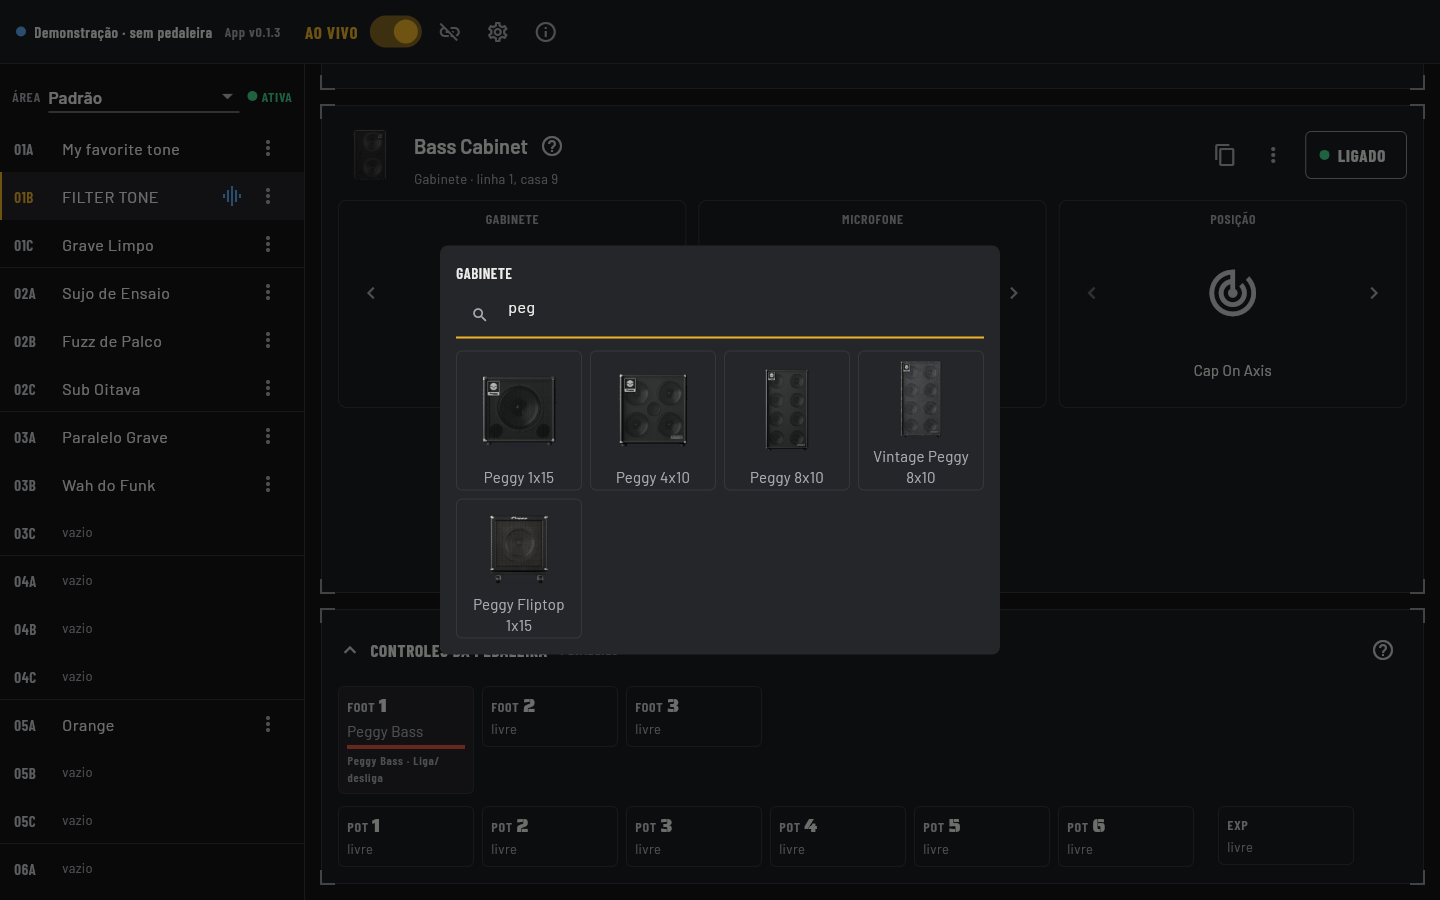 Demonstração · sem pedaleira App v0.1.3 AO VIVO
ÁREA Padrão ATIVA
01A My favorite tone
01B FILTER TONE
01C Grave Limpo
02A Sujo de Ensaio
02B Fuzz de Palco
02C Sub Oitava
03A Paralelo Grave
03B Wah do Funk
03C vazio
04A vazio
04B vazio
04C vazio
05A Orange
05B vazio
05C vazio
06A vazio
Bass Cabinet
Gabinete · linha 1, casa 9
LIGADO
GABINETE
MICROFONE
POSIÇÃO
Cap On Axis
GABINETE
peg
Peggy 1x15
Peggy 4x10
Peggy 8x10
Vintage Peggy
8x10
Peggy Fliptop
1x15
CONTROLES DA PEDALEIRA
FOOT 1
Peggy Bass
Peggy Bass · Liga/
desliga
FOOT 2
livre
FOOT 3
livre
POT 1
livre
POT 2
livre
POT 3
livre
POT 4
livre
POT 5
livre
POT 6
livre
EXP
livre